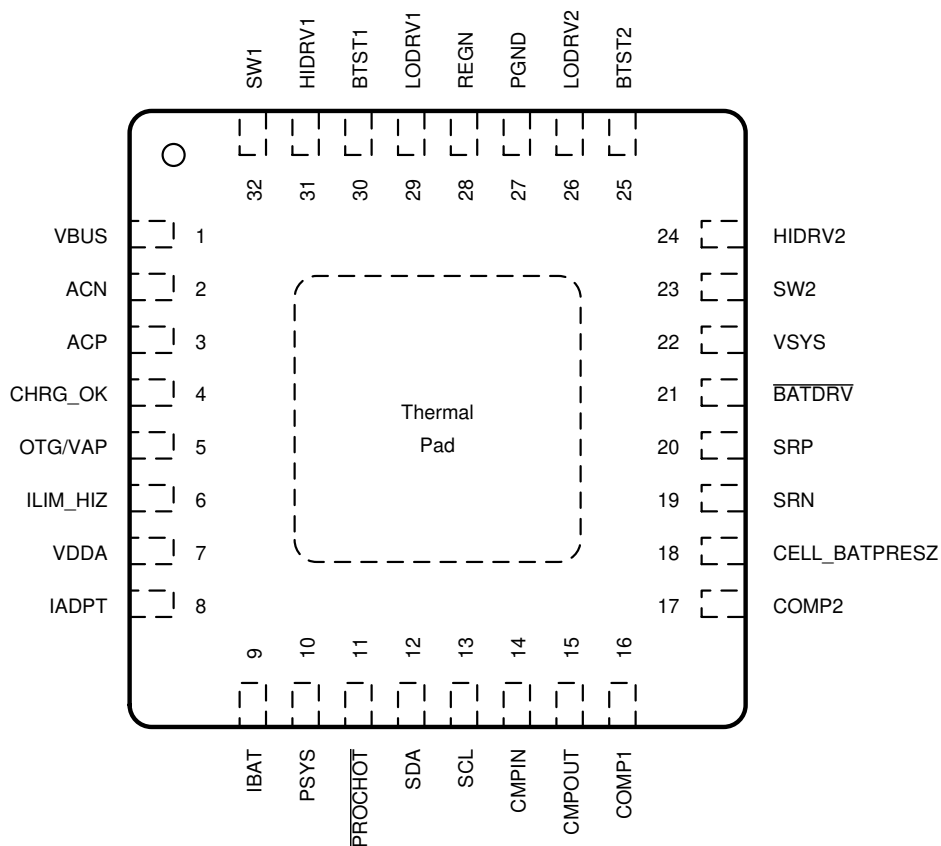 SW1
HIDRV1
BTST1
LODRV1
REGN
PGND
LODRV2
BTST2
32
31
30
29
28
27
26
25
VBUS 1
ACN 2
ACP 3
CHRG_OK 4
OTG/VAP 5
ILIM_HIZ 6
VDDA 7
IADPT 8
Thermal
Pad
24 HIDRV2
23 SW2
22 VSYS
21 BATDRV
20 SRP
19 SRN
18 CELL_BATPRESZ
17 COMP2
9
10
11
12
13
14
15
16
IBAT
PSYS
PROCHOT
SDA
SCL
CMPIN
CMPOUT
COMP1